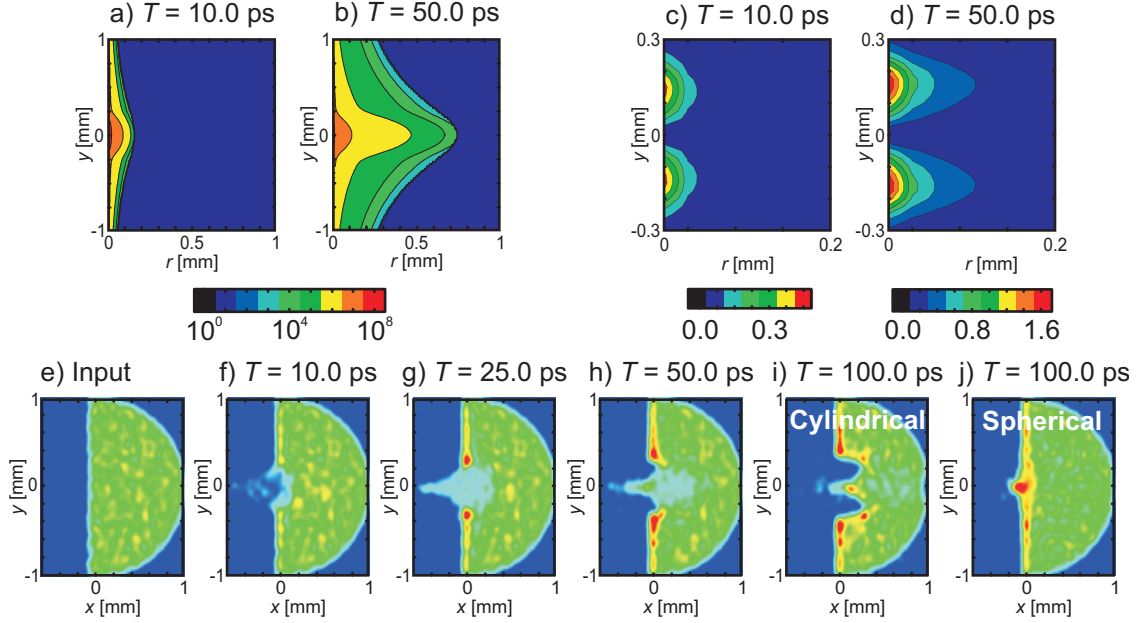 a) T = 10.0 ps
b) T = 50.0 ps
c) T = 10.0 ps
d) T = 50.0 ps
1
0
-1
y [mm]
0
1
r [mm]
1
0
-1
y [mm]
0
0.5
1
r [mm]
0.3
0
-0.3
y [mm]
0
0.2
r [mm]
0.3
0
-0.3
y [mm]
0
0.2
r [mm]
10^0 10^4 10^8
0.0 0.3
0.0 0.8 1.6
e) Input
f) T = 10.0 ps
g) T = 25.0 ps
h) T = 50.0 ps
i) T = 100.0 ps
j) T = 100.0 ps
Cylindrical
Spherical
1
0
-1
y [mm]
0 1
x [mm]
1
0
-1
y [mm]
0 1
x [mm]
1
0
-1
y [mm]
0 1
x [mm]
1
0
-1
y [mm]
0 1
x [mm]
1
0
-1
y [mm]
0 1
x [mm]
1
0
-1
y [mm]
0 1
x [mm]